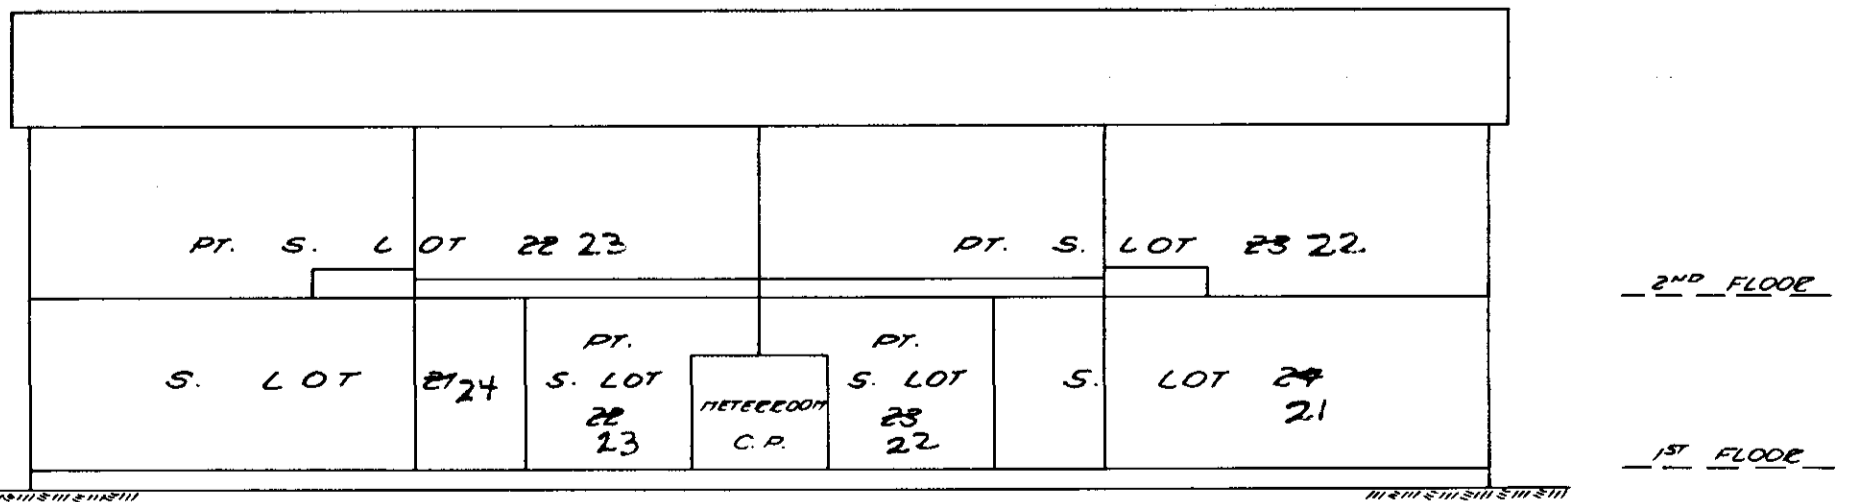 PT. S. LOT 22 23
PT. S. LOT 23 22.
2ND FLOOR
S. LOT 21 24
PT.
S. LOT
22
23
METERROOM
C. P.
PT.
S. LOT
23
22
S. LOT 24
21
1ST FLOOR